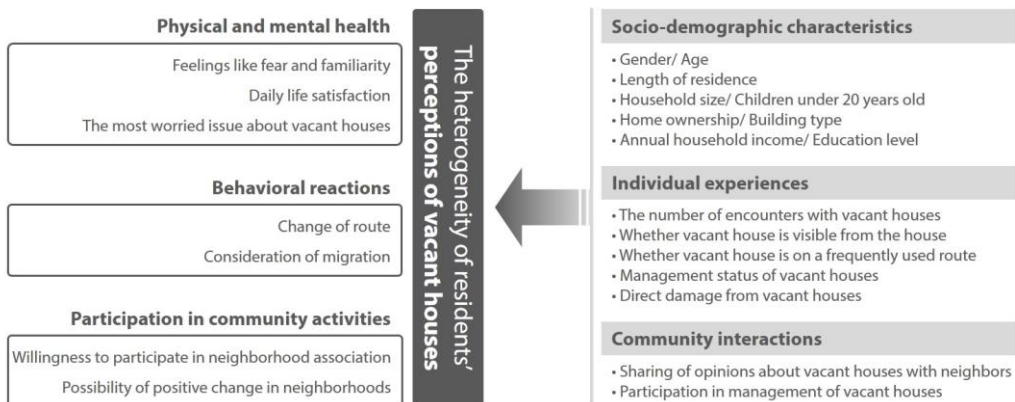 Physical and mental health
Feelings like fear and familiarity
Daily life satisfaction
The most worried issue about vacant houses
Behavioral reactions
Change of route
Consideration of migration
Participation in community activities
Willingness to participate in neighborhood association
Possibility of positive change in neighborhoods
The heterogeneity of residents'
perceptions of vacant houses
Socio-demographic characteristics
• Gender/ Age
• Length of residence
• Household size/ Children under 20 years old
• Home ownership/ Building type
• Annual household income/ Education level
Individual experiences
• The number of encounters with vacant houses
• Whether vacant house is visible from the house
• Whether vacant house is on a frequently used route
• Management status of vacant houses
• Direct damage from vacant houses
Community interactions
• Sharing of opinions about vacant houses with neighbors
• Participation in management of vacant houses